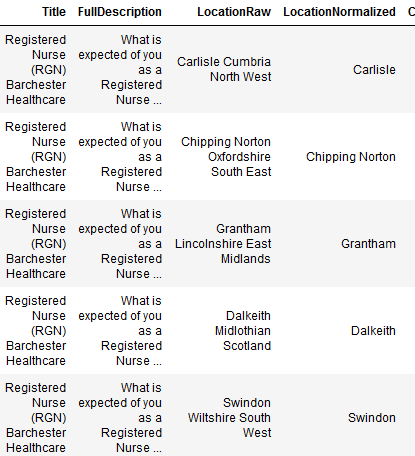 Title FullDescription LocationRaw LocationNormalized C
Registered Nurse (RGN) Barchester Healthcare What is expected of you as a Registered Nurse ... Carlisle Cumbria North West Carlisle
Registered Nurse (RGN) Barchester Healthcare What is expected of you as a Registered Nurse ... Chipping Norton Oxfordshire South East Chipping Norton
Registered Nurse (RGN) Barchester Healthcare What is expected of you as a Registered Nurse ... Grantham Lincolnshire East Midlands Grantham
Registered Nurse (RGN) Barchester Healthcare What is expected of you as a Registered Nurse ... Dalkeith Midlothian Scotland Dalkeith
Registered Nurse (RGN) Barchester Healthcare What is expected of you as a Registered Nurse ... Swindon Wiltshire South West Swindon